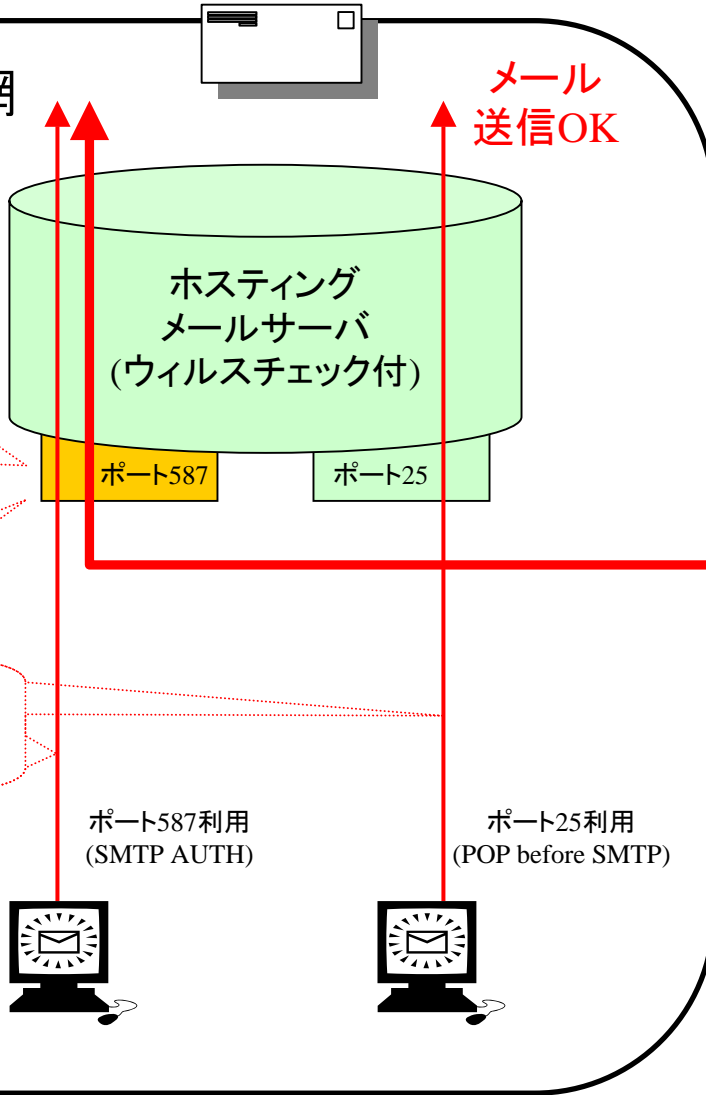 網
メール
送信OK
ホスティング
メールサーバ
(ウィルスチェック付)
ポート587
ポート25
ポート587利用
(SMTP AUTH)
ポート25利用
(POP before SMTP)